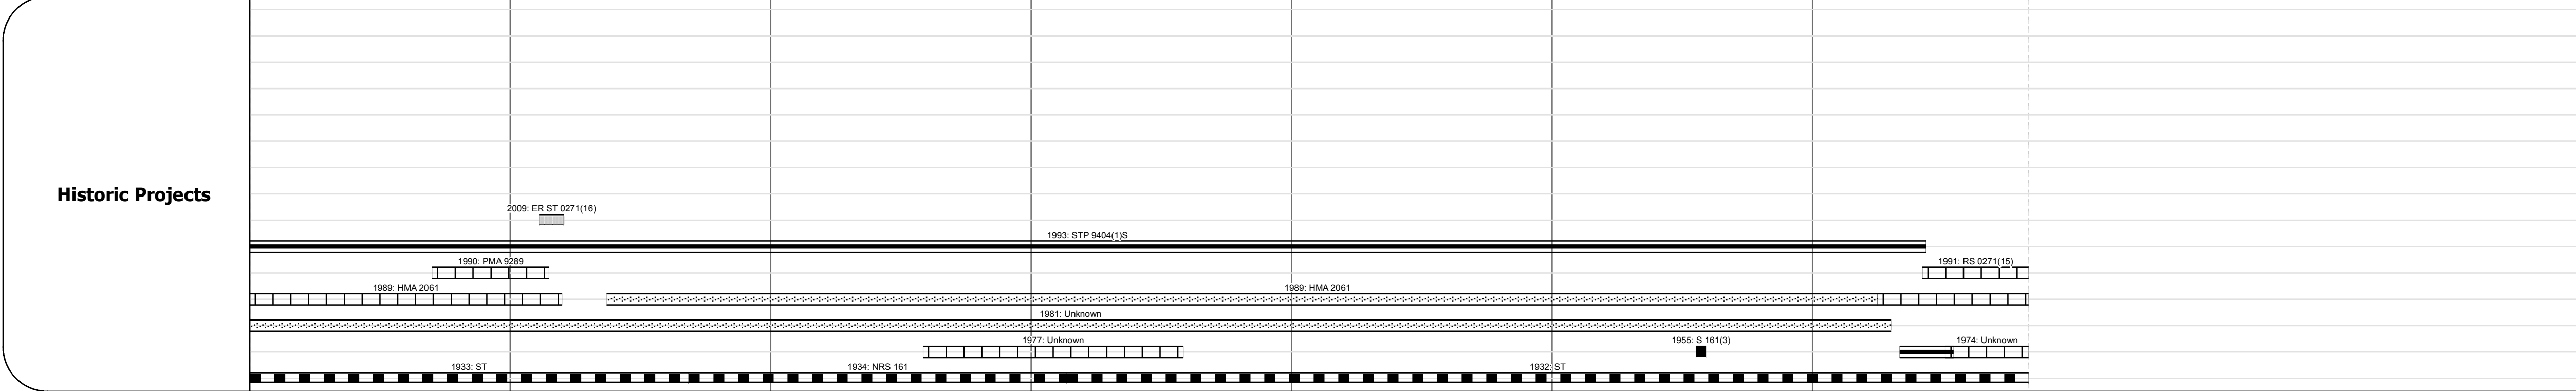 Historic Projects
2009: ER ST 0271(16)
1993: STP 9404(1)S
1990: PMA 9289
1991: RS 0271(15)
1989: HMA 2061
1989: HMA 2061
1981: Unknown
1977: Unknown
1955: S 161(3)
1974: Unknown
1933: ST
1934: NRS 161
1932: ST